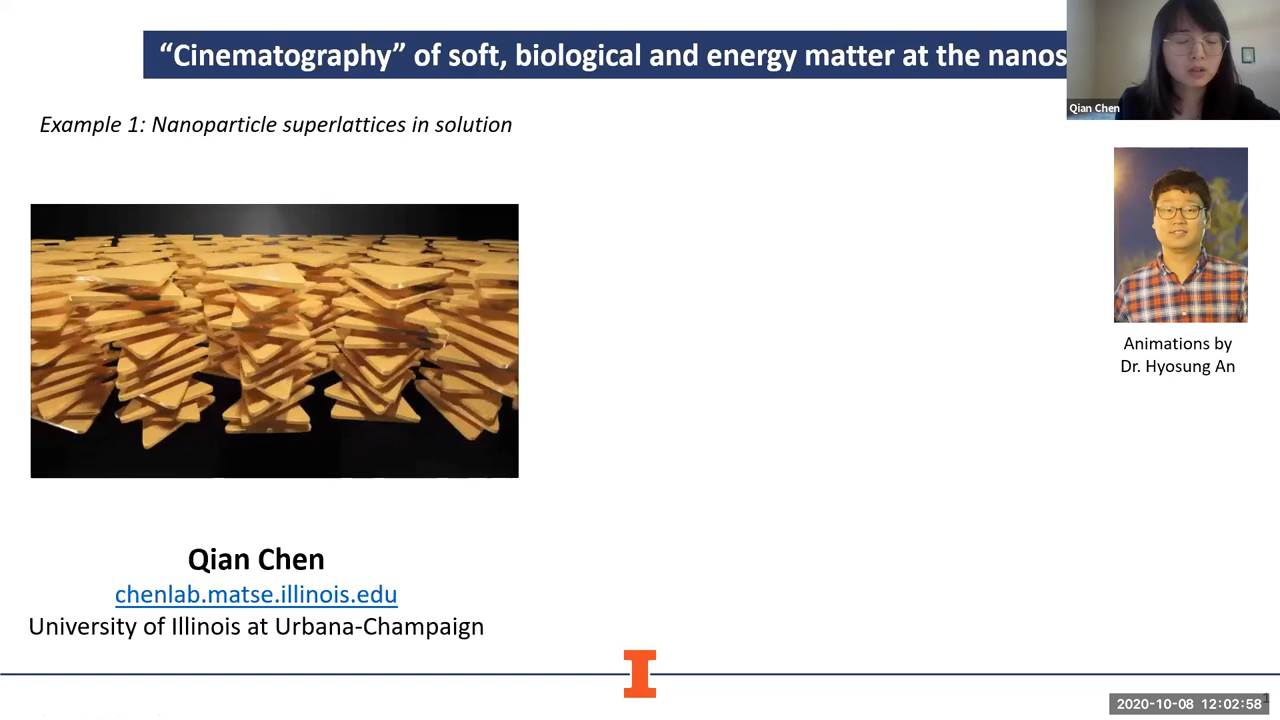 “Cinematography” of soft, biological and energy matter at the nanos
Qian Chen
Example 1: Nanoparticle superlattices in solution
Animations by
Dr. Hyosung An
Qian Chen
chenlab.matse.illinois.edu
University of Illinois at Urbana-Champaign
I
1
2020-10-08 12:02:58